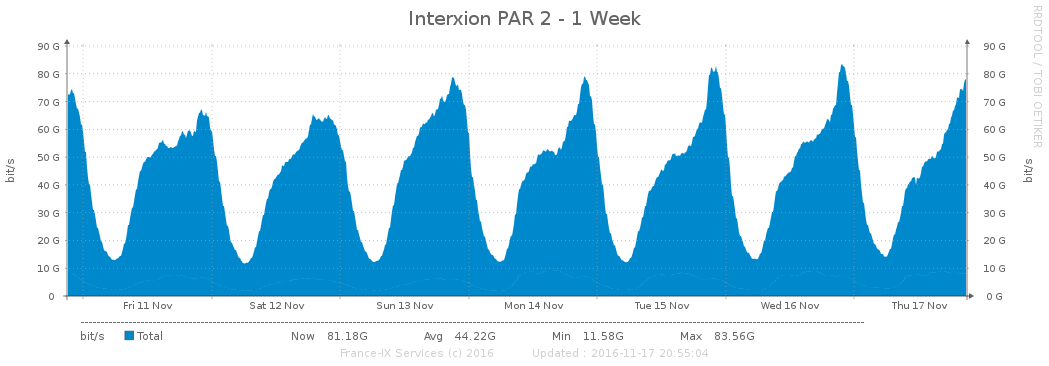 Interxion PAR 2 - 1 Week
RRDTOOL / TOBI OETIKER
90 G 90 G
80 G 80 G
70 G 70 G
60 G 60 G
50 G 50 G
40 G 40 G
30 G 30 G
20 G 20 G
10 G 10 G
0 0 G
bit/s
bit/s
Fri 11 Nov Sat 12 Nov Sun 13 Nov Mon 14 Nov Tue 15 Nov Wed 16 Nov Thu 17 Nov
bit/s Total Now 81.18G Avg 44.22G Min 11.58G Max 83.56G
France-IX Services (c) 2016 Updated : 2016-11-17 20:55:04